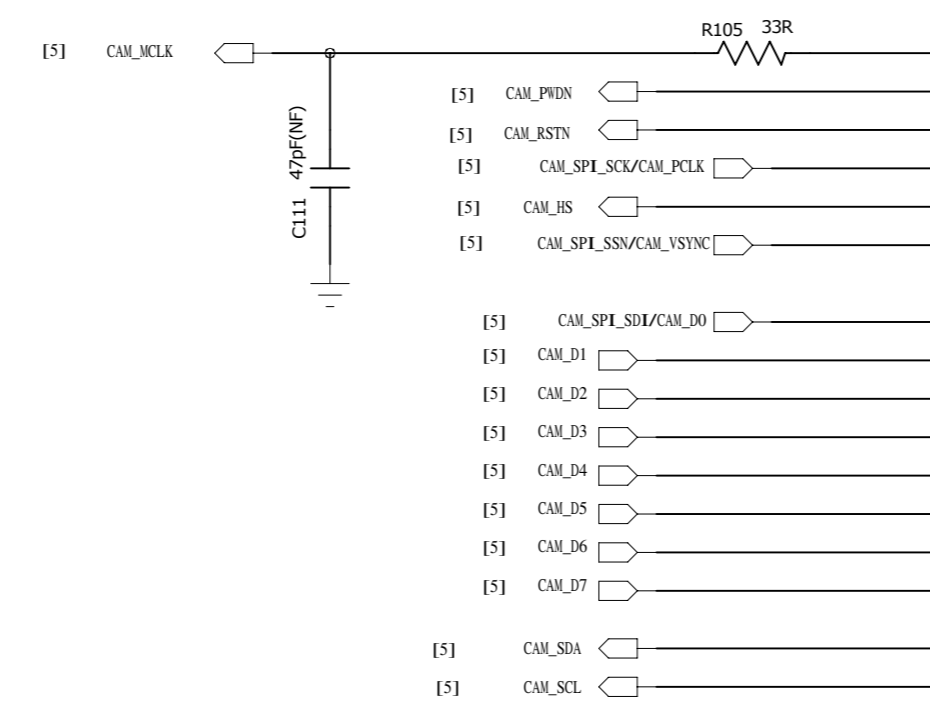 R105 33R
[5] CAM_MCLK
[5] CAM_PWDN
47pF(NF)
C111
[5] CAM_RSTN
[5] CAM_SPI_SCK/CAM_PCLK
[5] CAM_HS
[5] CAM_SPI_SSN/CAM_VSYNC
[5] CAM_SPI_SDI/CAM_D0
[5] CAM_D1
[5] CAM_D2
[5] CAM_D3
[5] CAM_D4
[5] CAM_D5
[5] CAM_D6
[5] CAM_D7
[5] CAM_SDA
[5] CAM_SCL